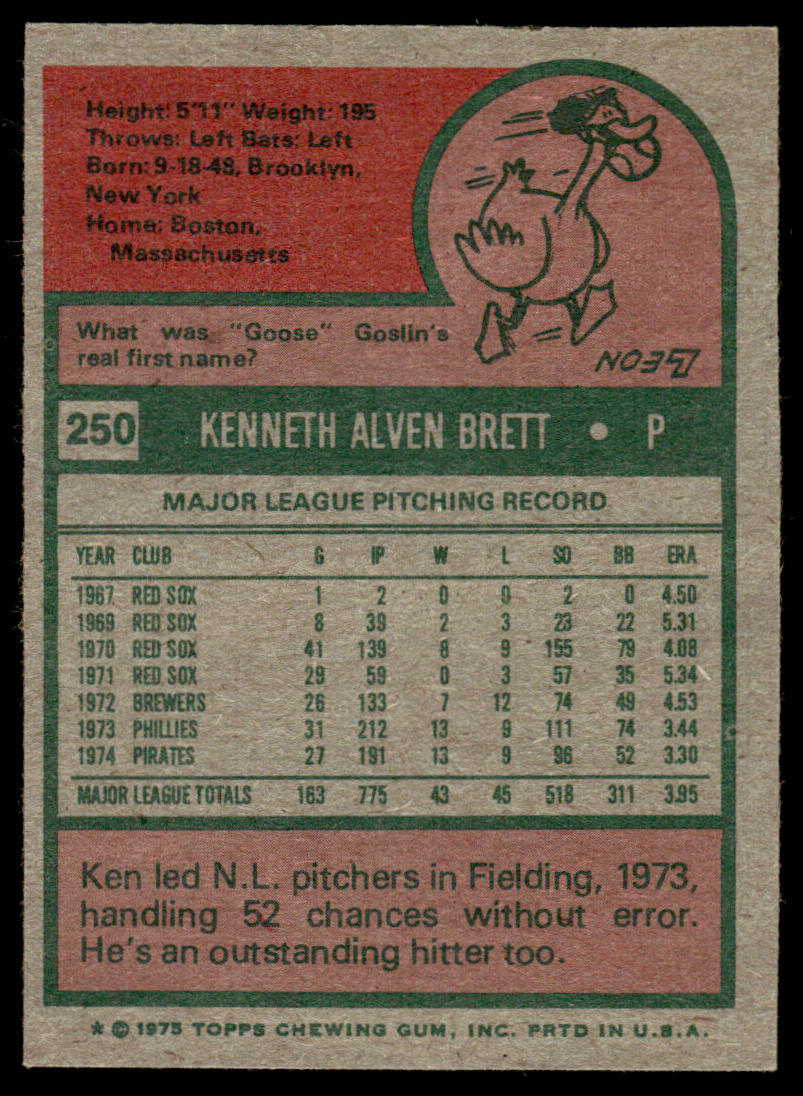 Height: 5'11" Weight: 195
Throws: Left Bats: Left
Born: 9-18-48, Brooklyn,
New York
Home: Boston,
Massachusetts
What was "Goose" Goslin's
real first name?
LEON
250 KENNETH ALVEN BRETT • P
MAJOR LEAGUE PITCHING RECORD
YEAR CLUB G IP W L SO BB ERA
1967 RED SOX 1 2 0 0 2 0 4.50
1969 RED SOX 8 39 2 3 23 22 5.31
1970 RED SOX 41 139 8 9 155 79 4.08
1971 RED SOX 29 59 0 3 57 35 5.34
1972 BREWERS 26 133 7 12 74 49 4.53
1973 PHILLIES 31 212 13 9 111 74 3.44
1974 PIRATES 27 191 13 9 96 52 3.30
MAJOR LEAGUE TOTALS 163 775 43 45 518 311 3.95
Ken led N.L. pitchers in Fielding, 1973,
handling 52 chances without error.
He's an outstanding hitter too.
* © 1975 TOPPS CHEWING GUM, INC. PRTD IN U.S.A.